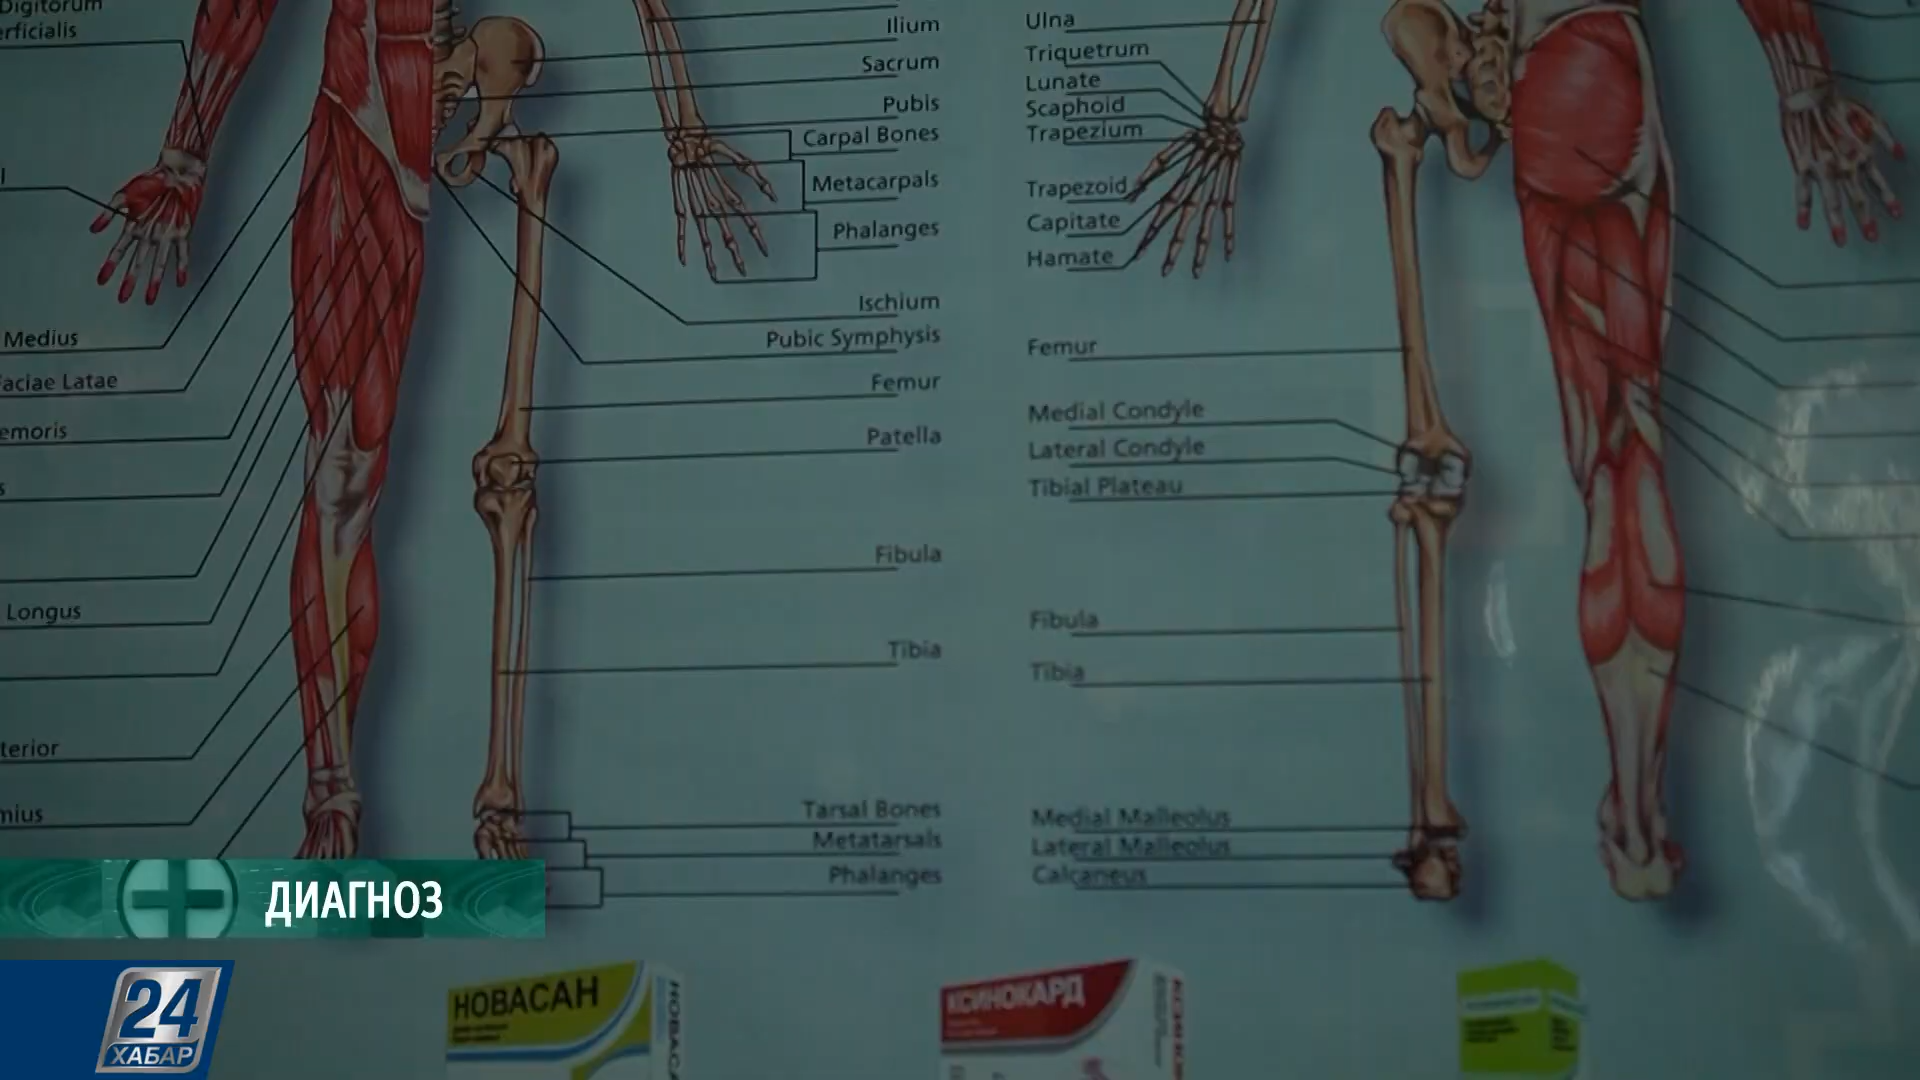 Digitorum
erficialis
l
Medius
Faciae Latae
emoris
s
Longus
terior
mius
Ilium
Sacrum
Pubis
Carpal Bones
Metacarpals
Phalanges
Ischium
Pubic Symphysis
Femur
Patella
Fibula
Tibia
Tarsal Bones
Metatarsals
Phalanges
Ulna
Triquetrum
Lunate
Scaphoid
Trapezium
Trapezoid
Capitate
Hamate
Femur
Medial Condyle
Lateral Condyle
Tibial Plateau
Fibula
Tibia
Medial Malleolus
Lateral Malleolus
Calcaneus
ДИАГНОЗ
24
ХАБАР
НОВАСАН
НОВАСА
КСИНОКАРД